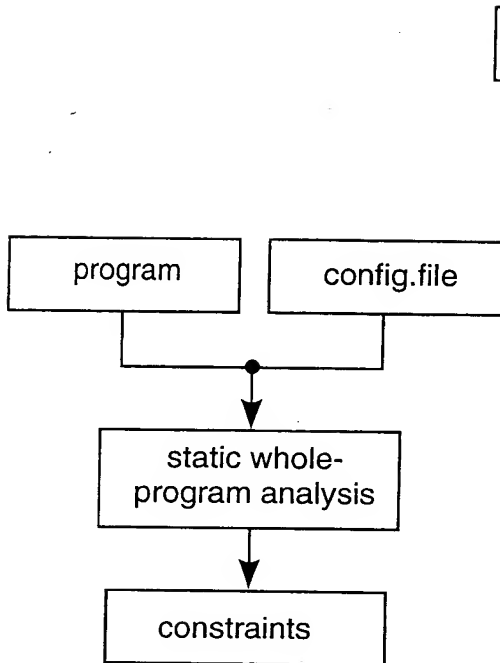 program
config.file
static whole-
program analysis
constraints